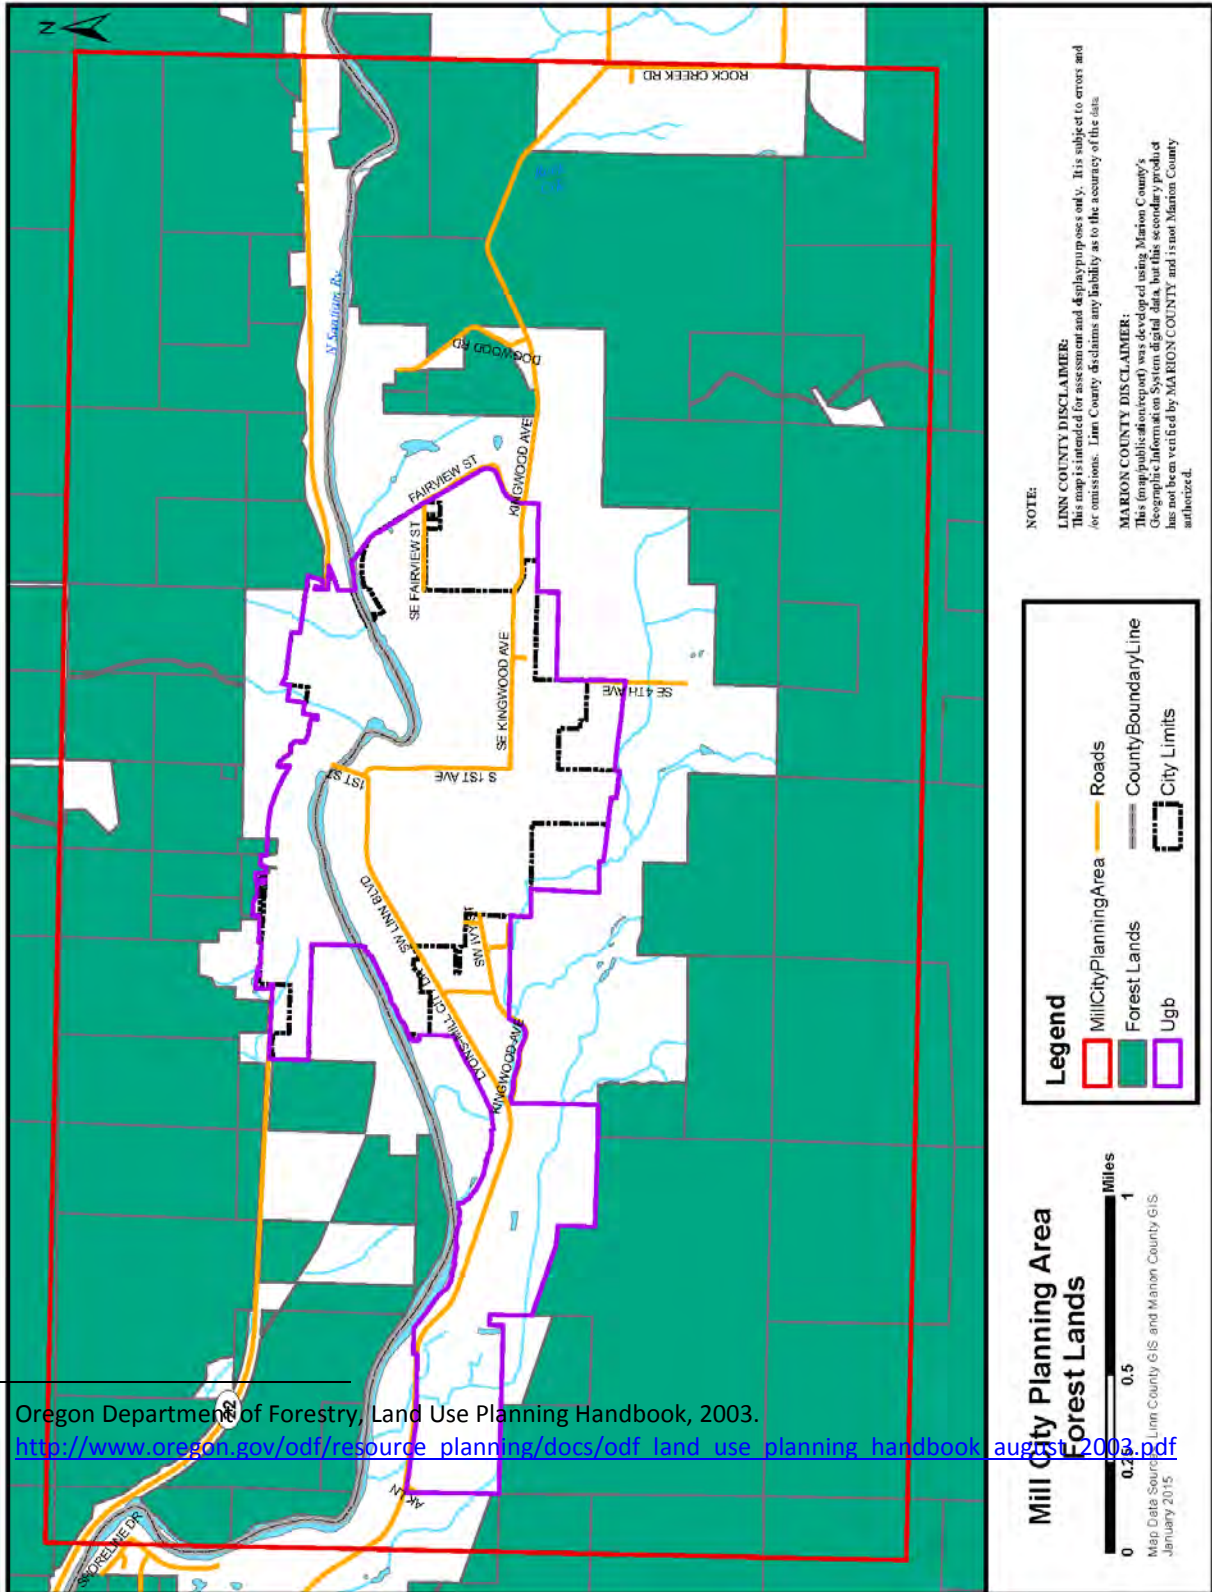 N
ROCK CREEK RD
N Santiam Rv
DOGWOOD RD
KINGWOOD AVE
FAIRVIEW ST
SE FAIRVIEW ST
SE KINGWOOD AVE
SE 4TH AVE
S 1ST AVE
1ST ST
SW LINN BLVD
LYONS-MILL CITY DR
KINGWOOD AVE
22
SHORELINE DR
Mill City Planning Area
Forest Lands
0 0.25 0.5 1
Miles
Map Data Source: Linn County GIS and Marion County GIS
January 2015
Legend
MillCityPlanningArea
Forest Lands
Ugb
Roads
CountyBoundaryLine
City Limits
NOTE:
LINN COUNTY DISCLAIMER:
This map is intended for assessment and display purposes only. It is subject to errors and
/or omissions. Linn County disclaims any liability as to the accuracy of the data
MARION COUNTY DISCLAIMER:
This (map/publication/report) was developed using Marion County's
Geographic Information System digital data, but this secondary product
has not been verified by MARION COUNTY and is not Marion County
authorized.
Oregon Department of Forestry, Land Use Planning Handbook, 2003.
http://www.oregon.gov/odf/resource_planning/docs/odf_land_use_planning_handbook_august_2003.pdf